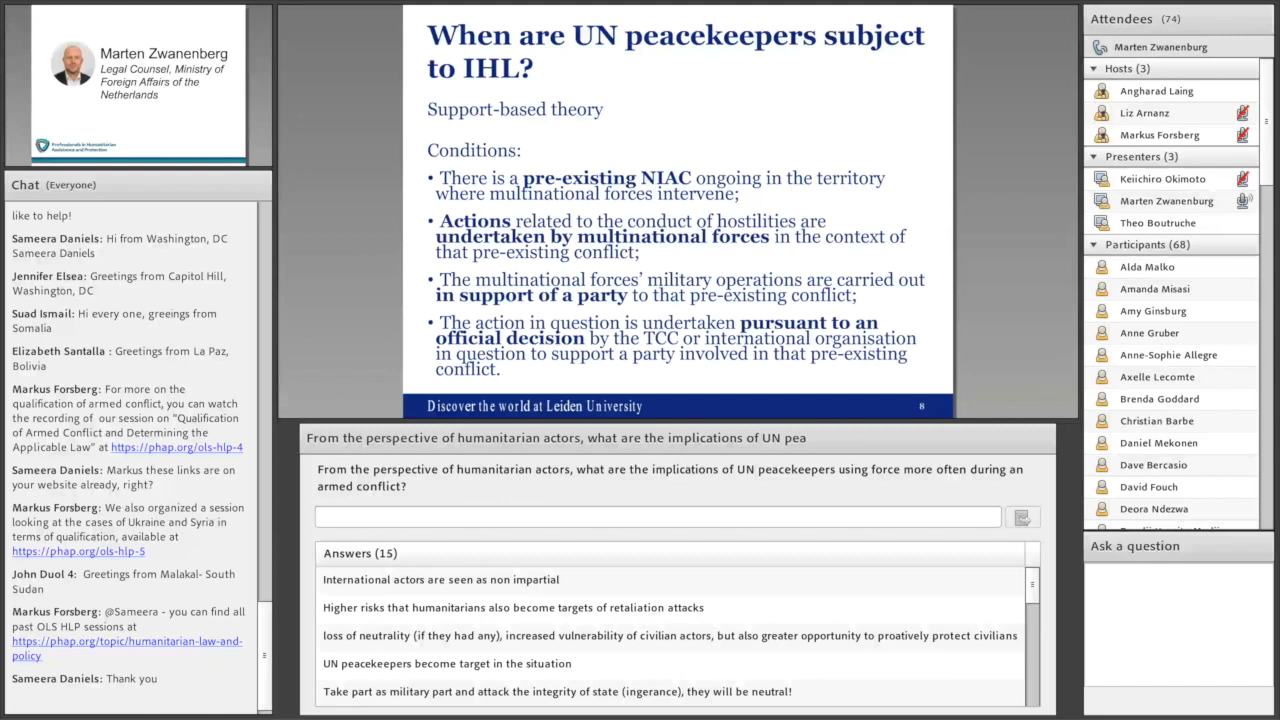 Marten Zwanenberg
Legal Counsel, Ministry of
Foreign Affairs of the
Netherlands
Professionals in Humanitarian
Assistance and Protection
Chat (Everyone)
like to help!
Sameera Daniels: Hi from Washington, DC
Sameera Daniels
Jennifer Elsea: Greetings from Capitol Hill,
Washington, DC
Suad Ismail: Hi every one, greeings from
Somalia
Elizabeth Santalla : Greetings from La Paz,
Bolivia
Markus Forsberg: For more on the
qualification of armed conflict, you can watch
the recording of our session on "Qualification
of Armed Conflict and Determining the
Applicable Law" at https://phap.org/ols-hlp-4
Sameera Daniels: Markus these links are on
your website already, right?
Markus Forsberg: We also organized a session
looking at the cases of Ukraine and Syria in
terms of qualification, available at
https://phap.org/ols-hlp-5
John Duol 4: Greetings from Malakal- South
Sudan
Markus Forsberg: @Sameera - you can find all
past OLS HLP sessions at
https://phap.org/topic/humanitarian-law-and-
policy
Sameera Daniels: Thank you
When are UN peacekeepers subject
to IHL?
Support-based theory
Conditions:
• There is a pre-existing NIAC ongoing in the territory
where multinational forces intervene;
• Actions related to the conduct of hostilities are
undertaken by multinational forces in the context of
that pre-existing conflict;
• The multinational forces' military operations are carried out
in support of a party to that pre-existing conflict;
• The action in question is undertaken pursuant to an
official decision by the TCC or international organisation
in question to support a party involved in that pre-existing
conflict.
Discover the world at Leiden University
8
From the perspective of humanitarian actors, what are the implications of UN pea
From the perspective of humanitarian actors, what are the implications of UN peacekeepers using force more often during an
armed conflict?
Answers (15)
International actors are seen as non impartial
Higher risks that humanitarians also become targets of retaliation attacks
loss of neutrality (if they had any), increased vulnerability of civilian actors, but also greater opportunity to proatively protect civilians
UN peacekeepers become target in the situation
Take part as military part and attack the integrity of state (ingerance), they will be neutral!
Attendees (74)
Marten Zwanenburg
Hosts (3)
Angharad Laing
Liz Arnanz
Markus Forsberg
Presenters (3)
Keiichiro Okimoto
Marten Zwanenburg
Theo Boutruche
Participants (68)
Alda Malko
Amanda Misasi
Amy Ginsburg
Anne Gruber
Anne-Sophie Allegre
Axelle Lecomte
Brenda Goddard
Christian Barbe
Daniel Mekonen
Dave Bercasio
David Fouch
Deora Ndezwa
Ask a question